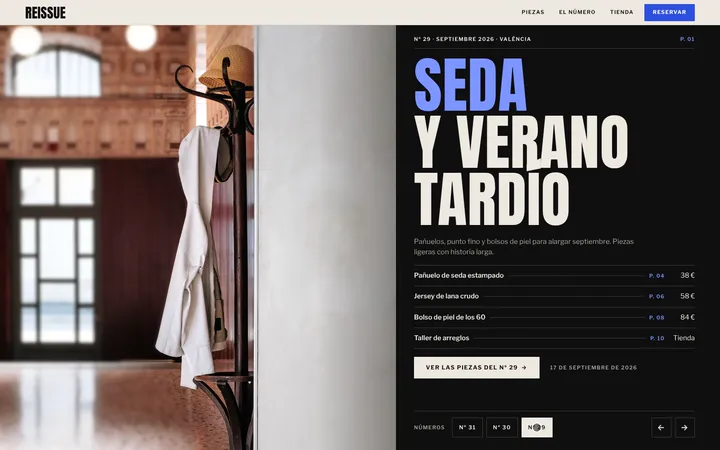 REISSUE
PIEZAS
EL NÚMERO
TIENDA
RESERVAR
Nº 29 · SEPTIEMBRE 2026 · VALÈNCIA
P. 01
SEDA
Y VERANO
TARDÍO
Pañuelos, punto fino y bolsos de piel para alargar septiembre. Piezas
ligeras con historia larga.
Pañuelo de seda estampado P. 04 38 €
Jersey de lana crudo P. 06 58 €
Bolso de piel de los 60 P. 08 84 €
Taller de arreglos P. 10 Tienda
VER LAS PIEZAS DEL Nº 29 →
17 DE SEPTIEMBRE DE 2026
NÚMEROS
Nº 31
Nº 30
← →